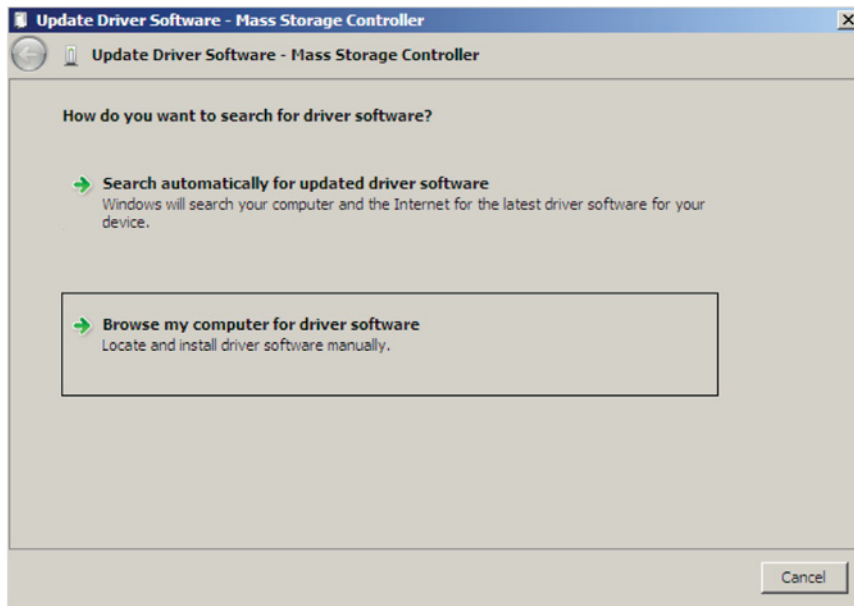 Update Driver Software - Mass Storage Controller
Update Driver Software - Mass Storage Controller
How do you want to search for driver software?
Search automatically for updated driver software
Windows will search your computer and the Internet for the latest driver software for your
device.
Browse my computer for driver software
Locate and install driver software manually.
Cancel